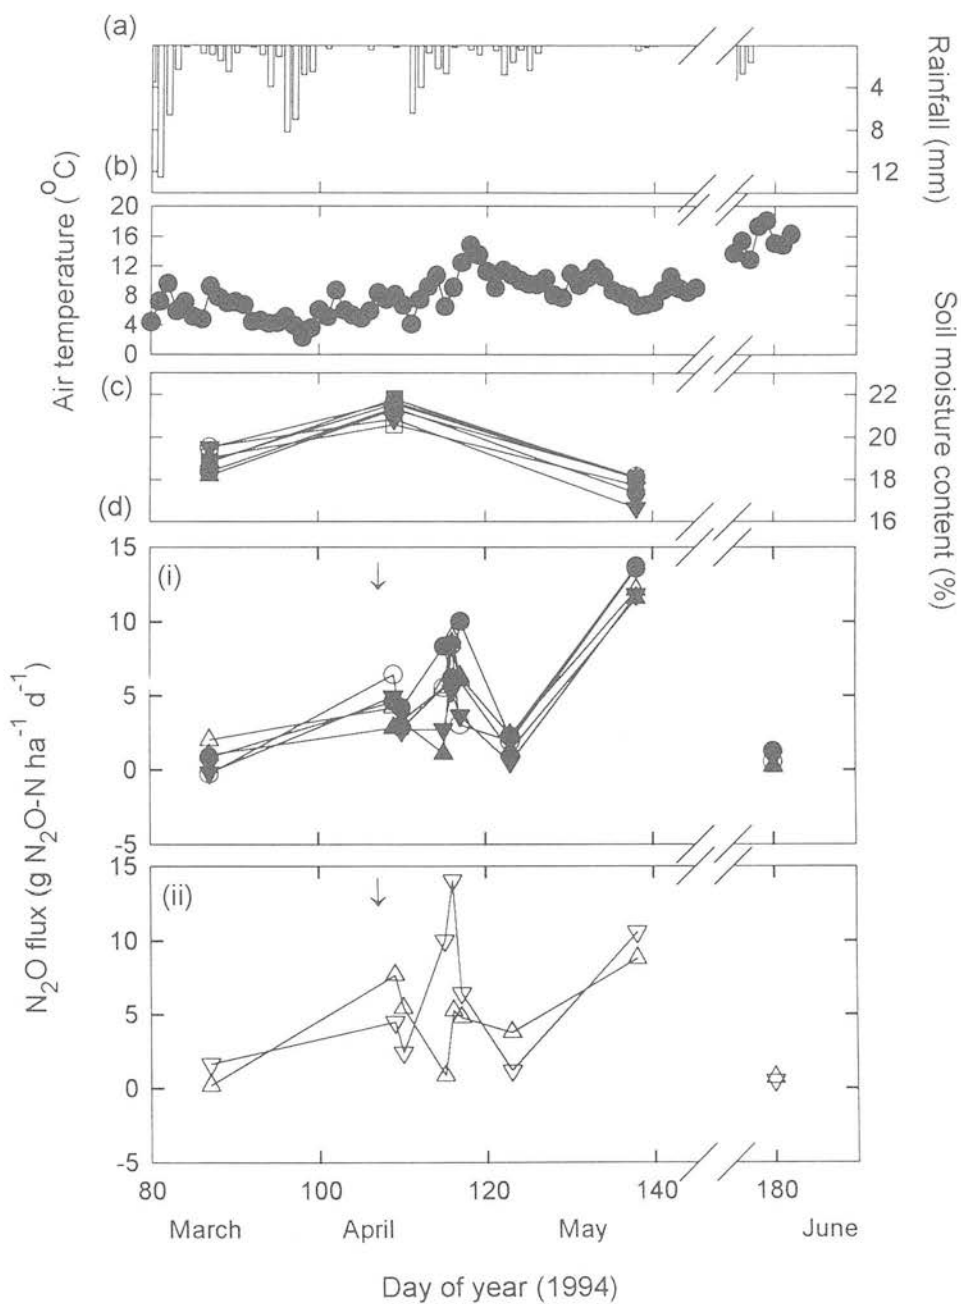 (a)
4
8
12
Rainfall (mm)
(b)
20
16
12
8
4
0
Air temperature (°C)
(c)
22
20
18
16
Soil moisture content (%)
(d)
15
(i)
10
5
0
-5
15
(ii)
10
5
0
-5
N₂O flux (g N₂O-N ha⁻¹ d⁻¹)
80 100 120 140 180
March April May June
Day of year (1994)